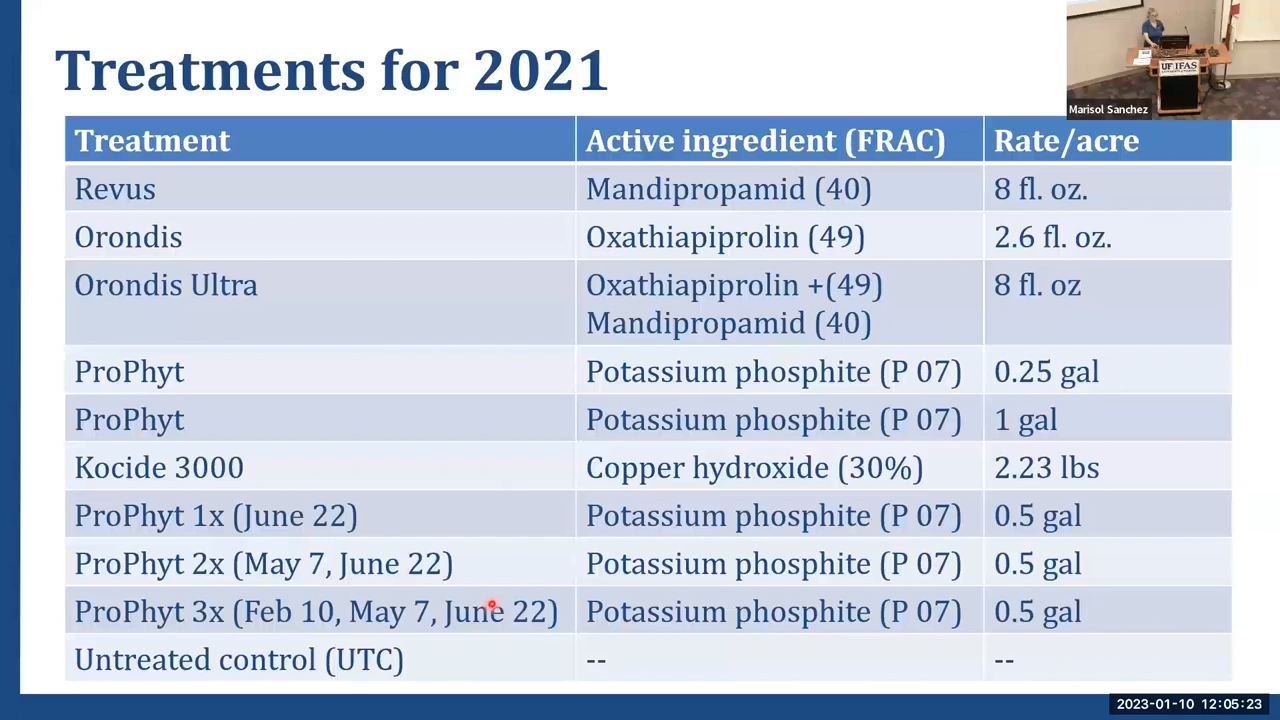 Treatments for 2021
Marisol Sanchez
UF IFAS
Treatment Active ingredient (FRAC) Rate/acre
Revus Mandipropamid (40) 8 fl. oz.
Orondis Oxathiapiprolin (49) 2.6 fl. oz.
Orondis Ultra Oxathiapiprolin +(49) 8 fl. oz
Mandipropamid (40)
ProPhyt Potassium phosphite (P 07) 0.25 gal
ProPhyt Potassium phosphite (P 07) 1 gal
Kocide 3000 Copper hydroxide (30%) 2.23 lbs
ProPhyt 1x (June 22) Potassium phosphite (P 07) 0.5 gal
ProPhyt 2x (May 7, June 22) Potassium phosphite (P 07) 0.5 gal
ProPhyt 3x (Feb 10, May 7, June 22) Potassium phosphite (P 07) 0.5 gal
Untreated control (UTC) -- --
2023-01-10 12:05:23